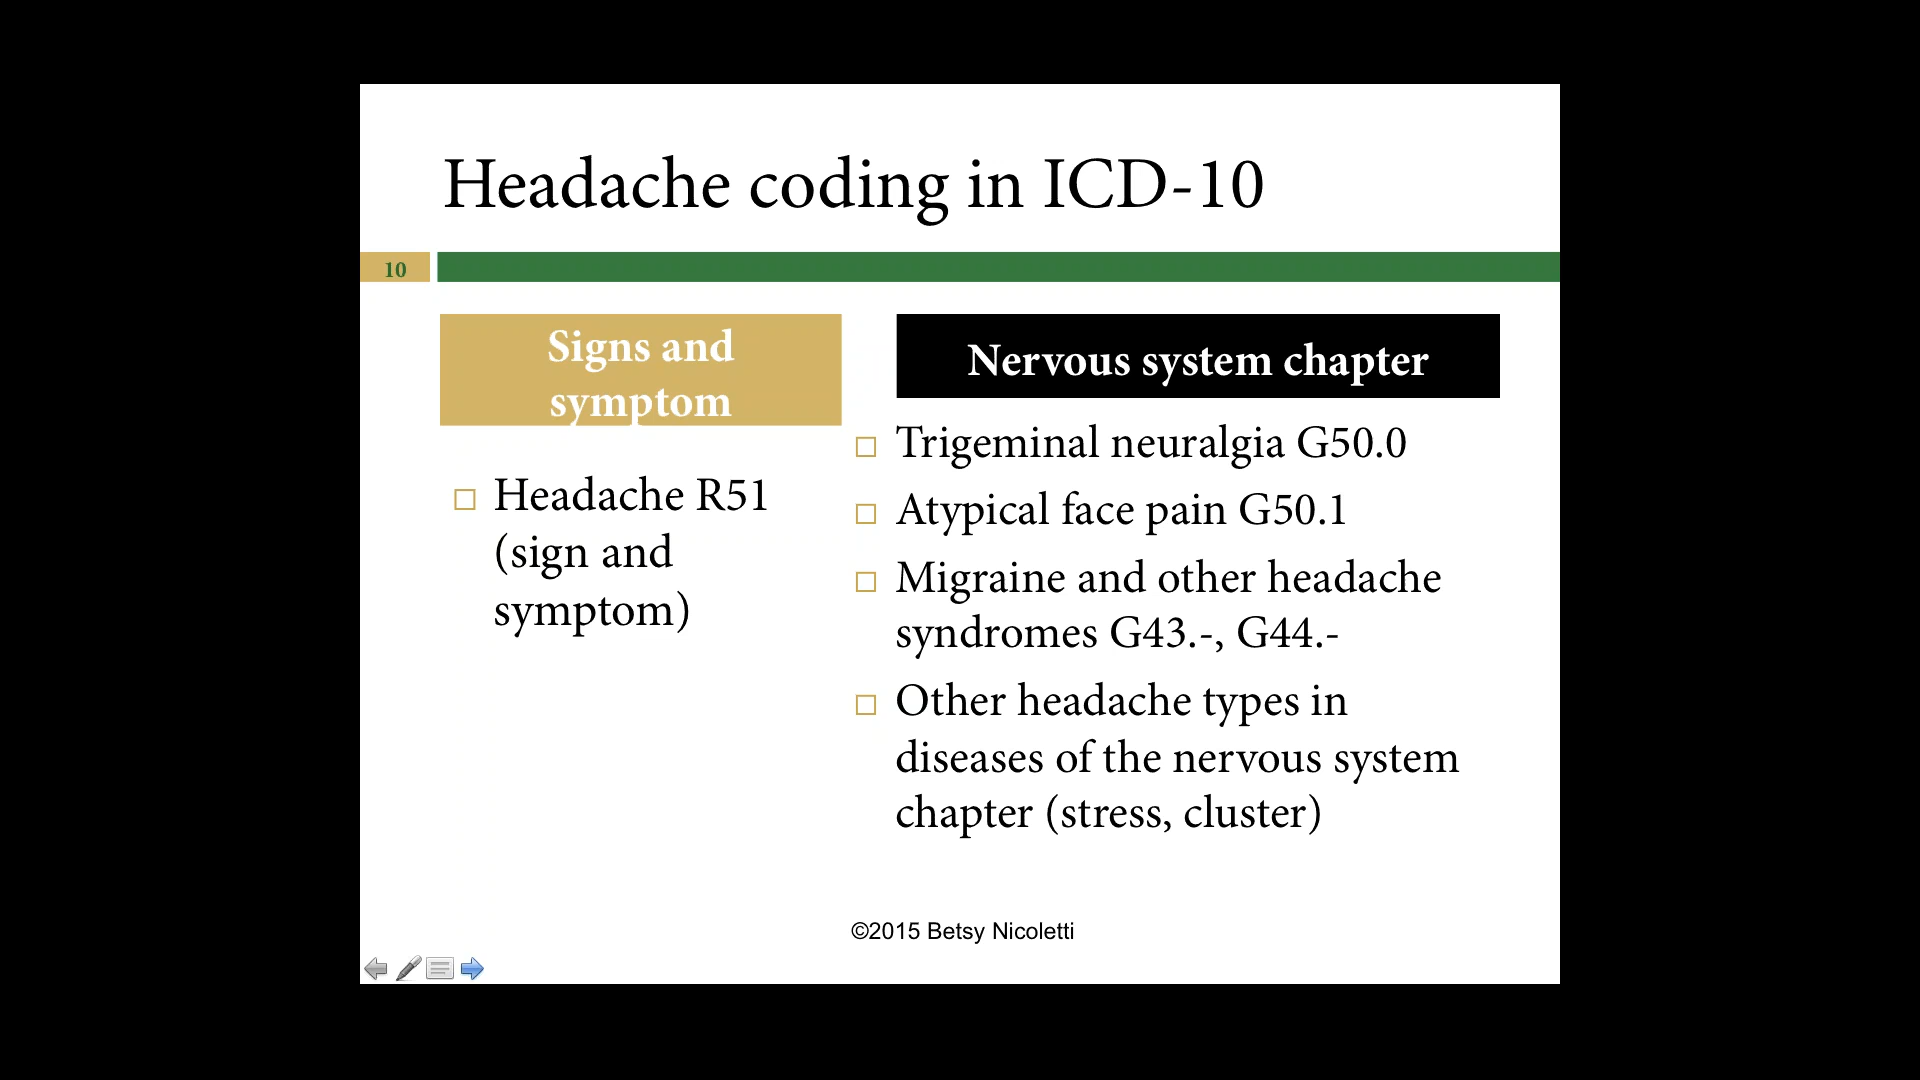 Headache coding in ICD-10
10
Signs and
symptom
Headache R51
(sign and
symptom)
Nervous system chapter
Trigeminal neuralgia G50.0
Atypical face pain G50.1
Migraine and other headache
syndromes G43.-, G44.-
Other headache types in
diseases of the nervous system
chapter (stress, cluster)
©2015 Betsy Nicoletti